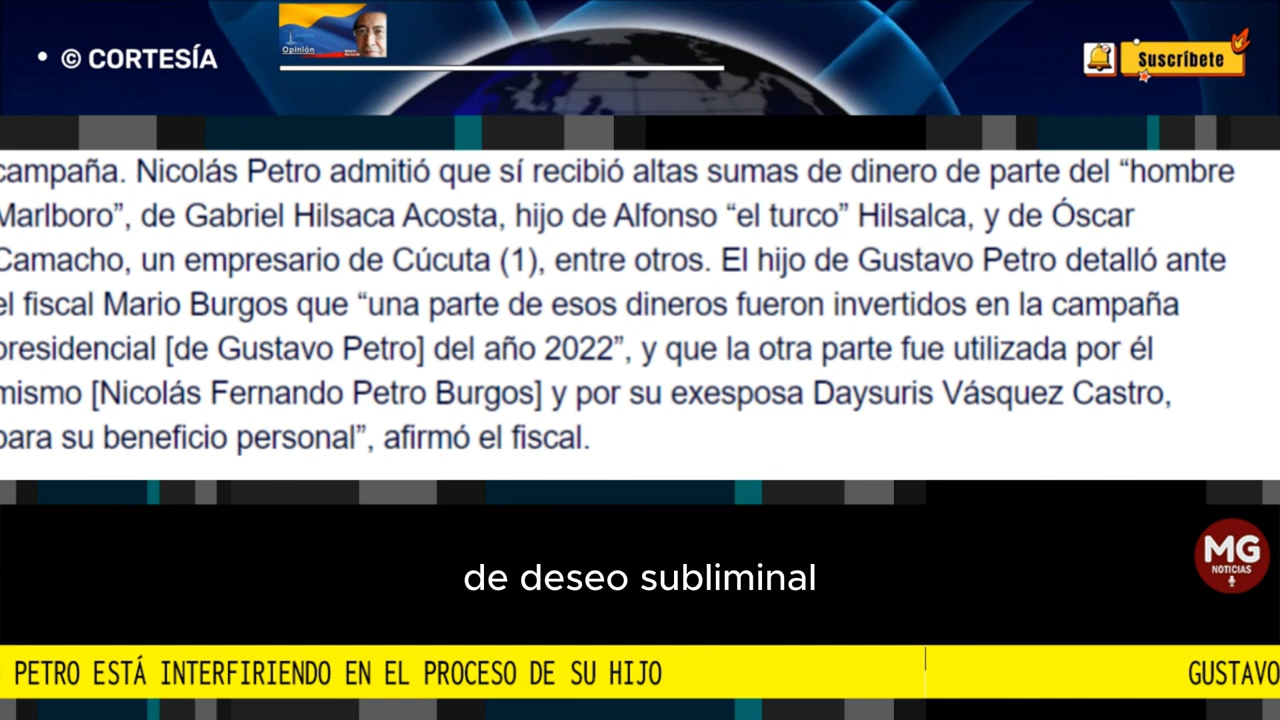 • © CORTESÍA
Opinión
Suscríbete
campaña. Nicolás Petro admitió que sí recibió altas sumas de dinero de parte del “hombre
Marlboro”, de Gabriel Hilsaca Acosta, hijo de Alfonso “el turco” Hilsalca, y de Óscar
Camacho, un empresario de Cúcuta (1), entre otros. El hijo de Gustavo Petro detalló ante
el fiscal Mario Burgos que “una parte de esos dineros fueron invertidos en la campaña
presidencial [de Gustavo Petro] del año 2022”, y que la otra parte fue utilizada por él
mismo [Nicolás Fernando Petro Burgos] y por su exesposa Daysuris Vásquez Castro,
para su beneficio personal”, afirmó el fiscal.
MG
NOTICIAS
de deseo subliminal
PETRO ESTÁ INTERFIRIENDO EN EL PROCESO DE SU HIJO
GUSTAVO